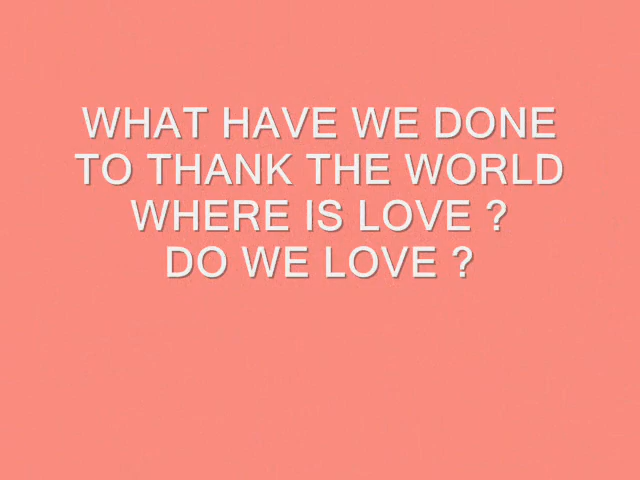 WHAT HAVE WE DONE
TO THANK THE WORLD
WHERE IS LOVE ?
DO WE LOVE ?